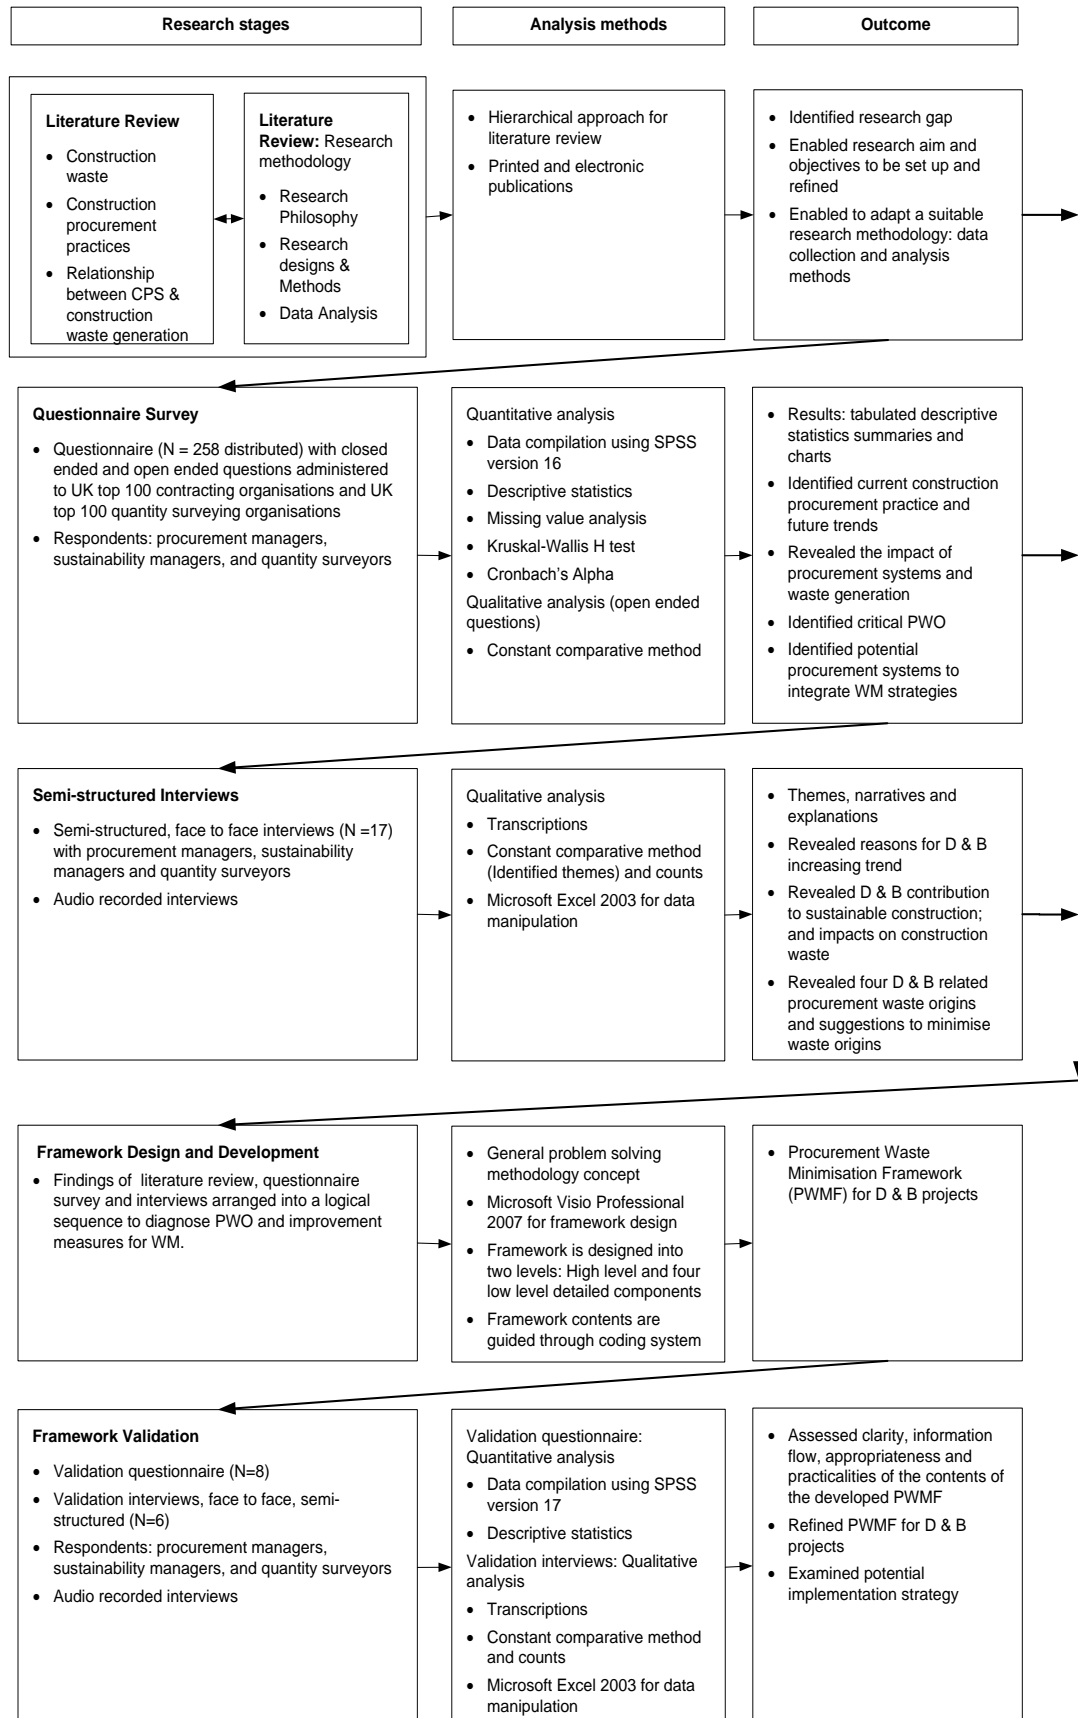 Research stages
Analysis methods
Outcome
Literature Review
• Construction
waste
• Construction
procurement
practices
• Relationship
between CPS &
construction
waste generation
Literature
Review: Research
methodology
• Research
Philosophy
• Research
designs &
Methods
• Data Analysis
• Hierarchical approach for
literature review
• Printed and electronic
publications
• Identified research gap
• Enabled research aim and
objectives to be set up and
refined
• Enabled to adapt a suitable
research methodology: data
collection and analysis
methods
Questionnaire Survey
• Questionnaire (N = 258 distributed) with closed
ended and open ended questions administered
to UK top 100 contracting organisations and UK
top 100 quantity surveying organisations
• Respondents: procurement managers,
sustainability managers, and quantity surveyors
Quantitative analysis
• Data compilation using SPSS
version 16
• Descriptive statistics
• Missing value analysis
• Kruskal-Wallis H test
• Cronbach's Alpha
Qualitative analysis (open ended
questions)
• Constant comparative method
• Results: tabulated descriptive
statistics summaries and
charts
• Identified current construction
procurement practice and
future trends
• Revealed the impact of
procurement systems and
waste generation
• Identified critical PWO
• Identified potential
procurement systems to
integrate WM strategies
Semi-structured Interviews
• Semi-structured, face to face interviews (N =17)
with procurement managers, sustainability
managers and quantity surveyors
• Audio recorded interviews
Qualitative analysis
• Transcriptions
• Constant comparative method
(Identified themes) and counts
• Microsoft Excel 2003 for data
manipulation
• Themes, narratives and
explanations
• Revealed reasons for D & B
increasing trend
• Revealed D & B contribution
to sustainable construction;
and impacts on construction
waste
• Revealed four D & B related
procurement waste origins
and suggestions to minimise
waste origins
Framework Design and Development
• Findings of literature review, questionnaire
survey and interviews arranged into a logical
sequence to diagnose PWO and improvement
measures for WM.
• General problem solving
methodology concept
• Microsoft Visio Professional
2007 for framework design
• Framework is designed into
two levels: High level and four
low level detailed components
• Framework contents are
guided through coding system
• Procurement Waste
Minimisation Framework
(PWMF) for D & B projects
Framework Validation
• Validation questionnaire (N=8)
• Validation interviews, face to face, semi-
structured (N=6)
• Respondents: procurement managers,
sustainability managers, and quantity surveyors
• Audio recorded interviews
Validation questionnaire:
Quantitative analysis
• Data compilation using SPSS
version 17
• Descriptive statistics
Validation interviews: Qualitative
analysis
• Transcriptions
• Constant comparative method
and counts
• Microsoft Excel 2003 for data
manipulation
• Assessed clarity, information
flow, appropriateness and
practicalities of the contents of
the developed PWMF
• Refined PWMF for D & B
projects
• Examined potential
implementation strategy